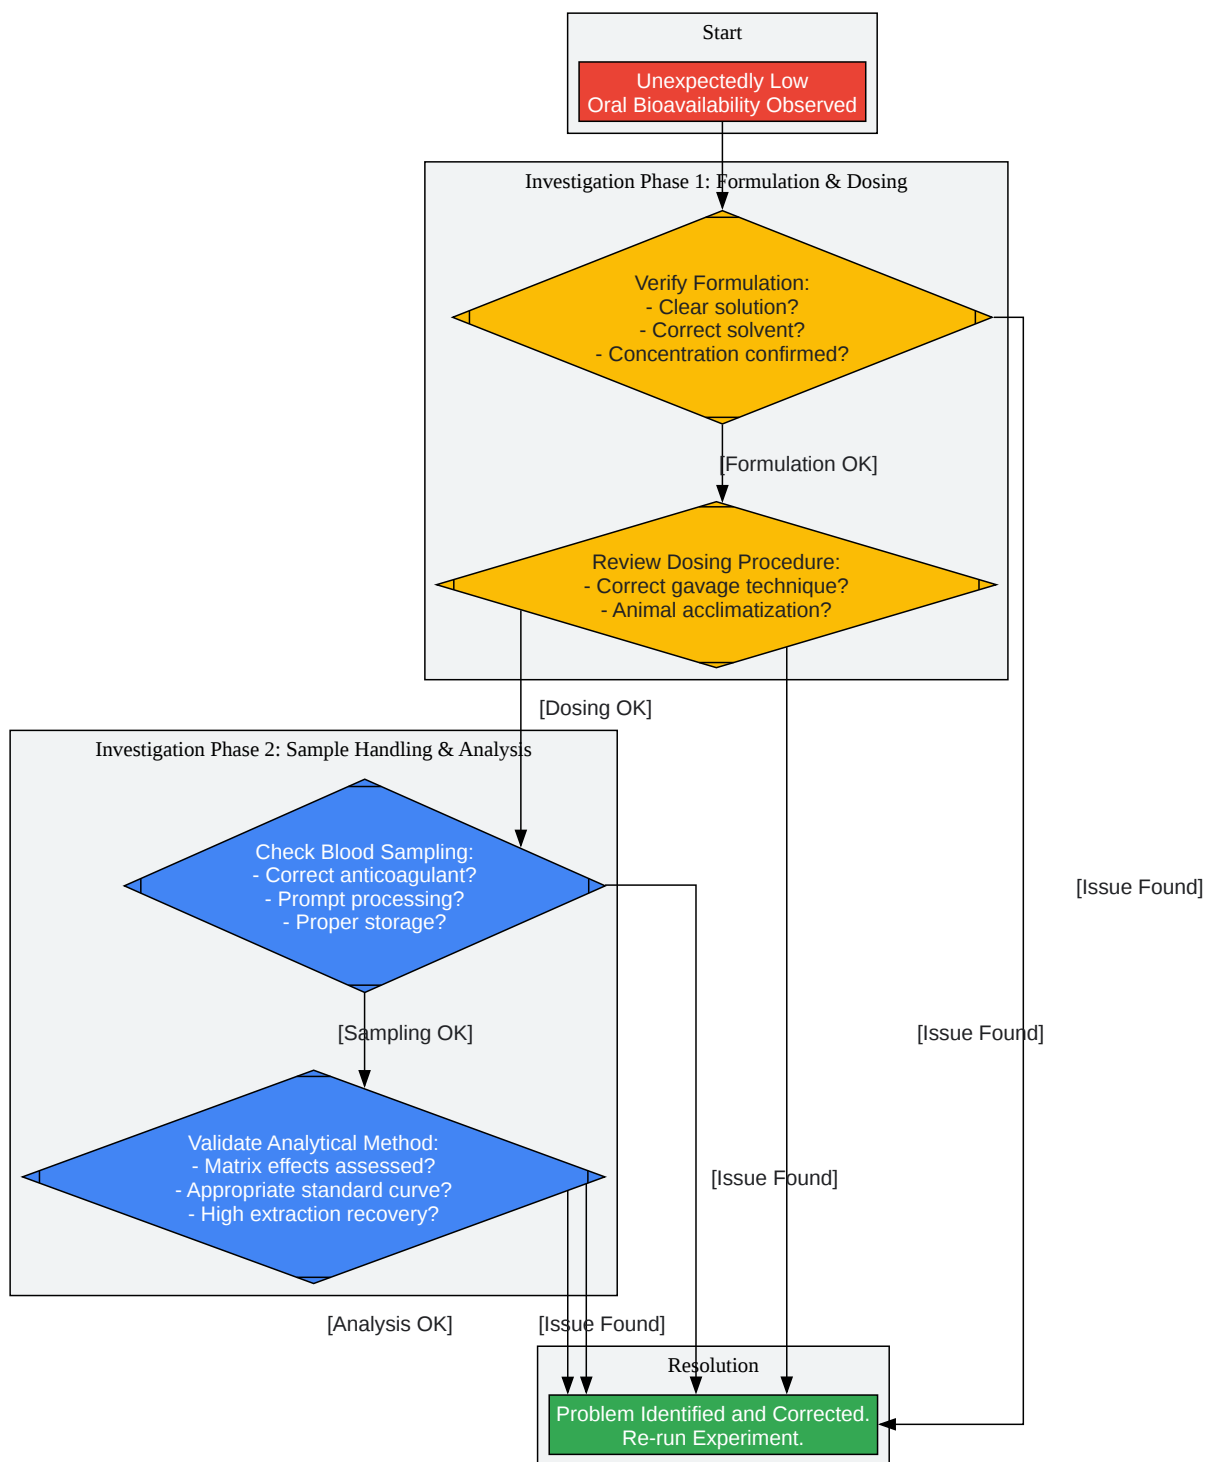 Start
Unexpectedly Low
Oral Bioavailability Observed
Investigation Phase 1: Formulation & Dosing
Verify Formulation:
- Clear solution?
- Correct solvent?
- Concentration confirmed?
[Formulation OK]
Review Dosing Procedure:
- Correct gavage technique?
- Animal acclimatization?
[Dosing OK]
Investigation Phase 2: Sample Handling & Analysis
Check Blood Sampling:
- Correct anticoagulant?
- Prompt processing?
- Proper storage?
[Issue Found]
[Sampling OK]
[Issue Found]
Validate Analytical Method:
- Matrix effects assessed?
- Appropriate standard curve?
- High extraction recovery?
[Issue Found]
[Analysis OK]
[Issue Found]
Resolution
Problem Identified and Corrected.
Re-run Experiment.